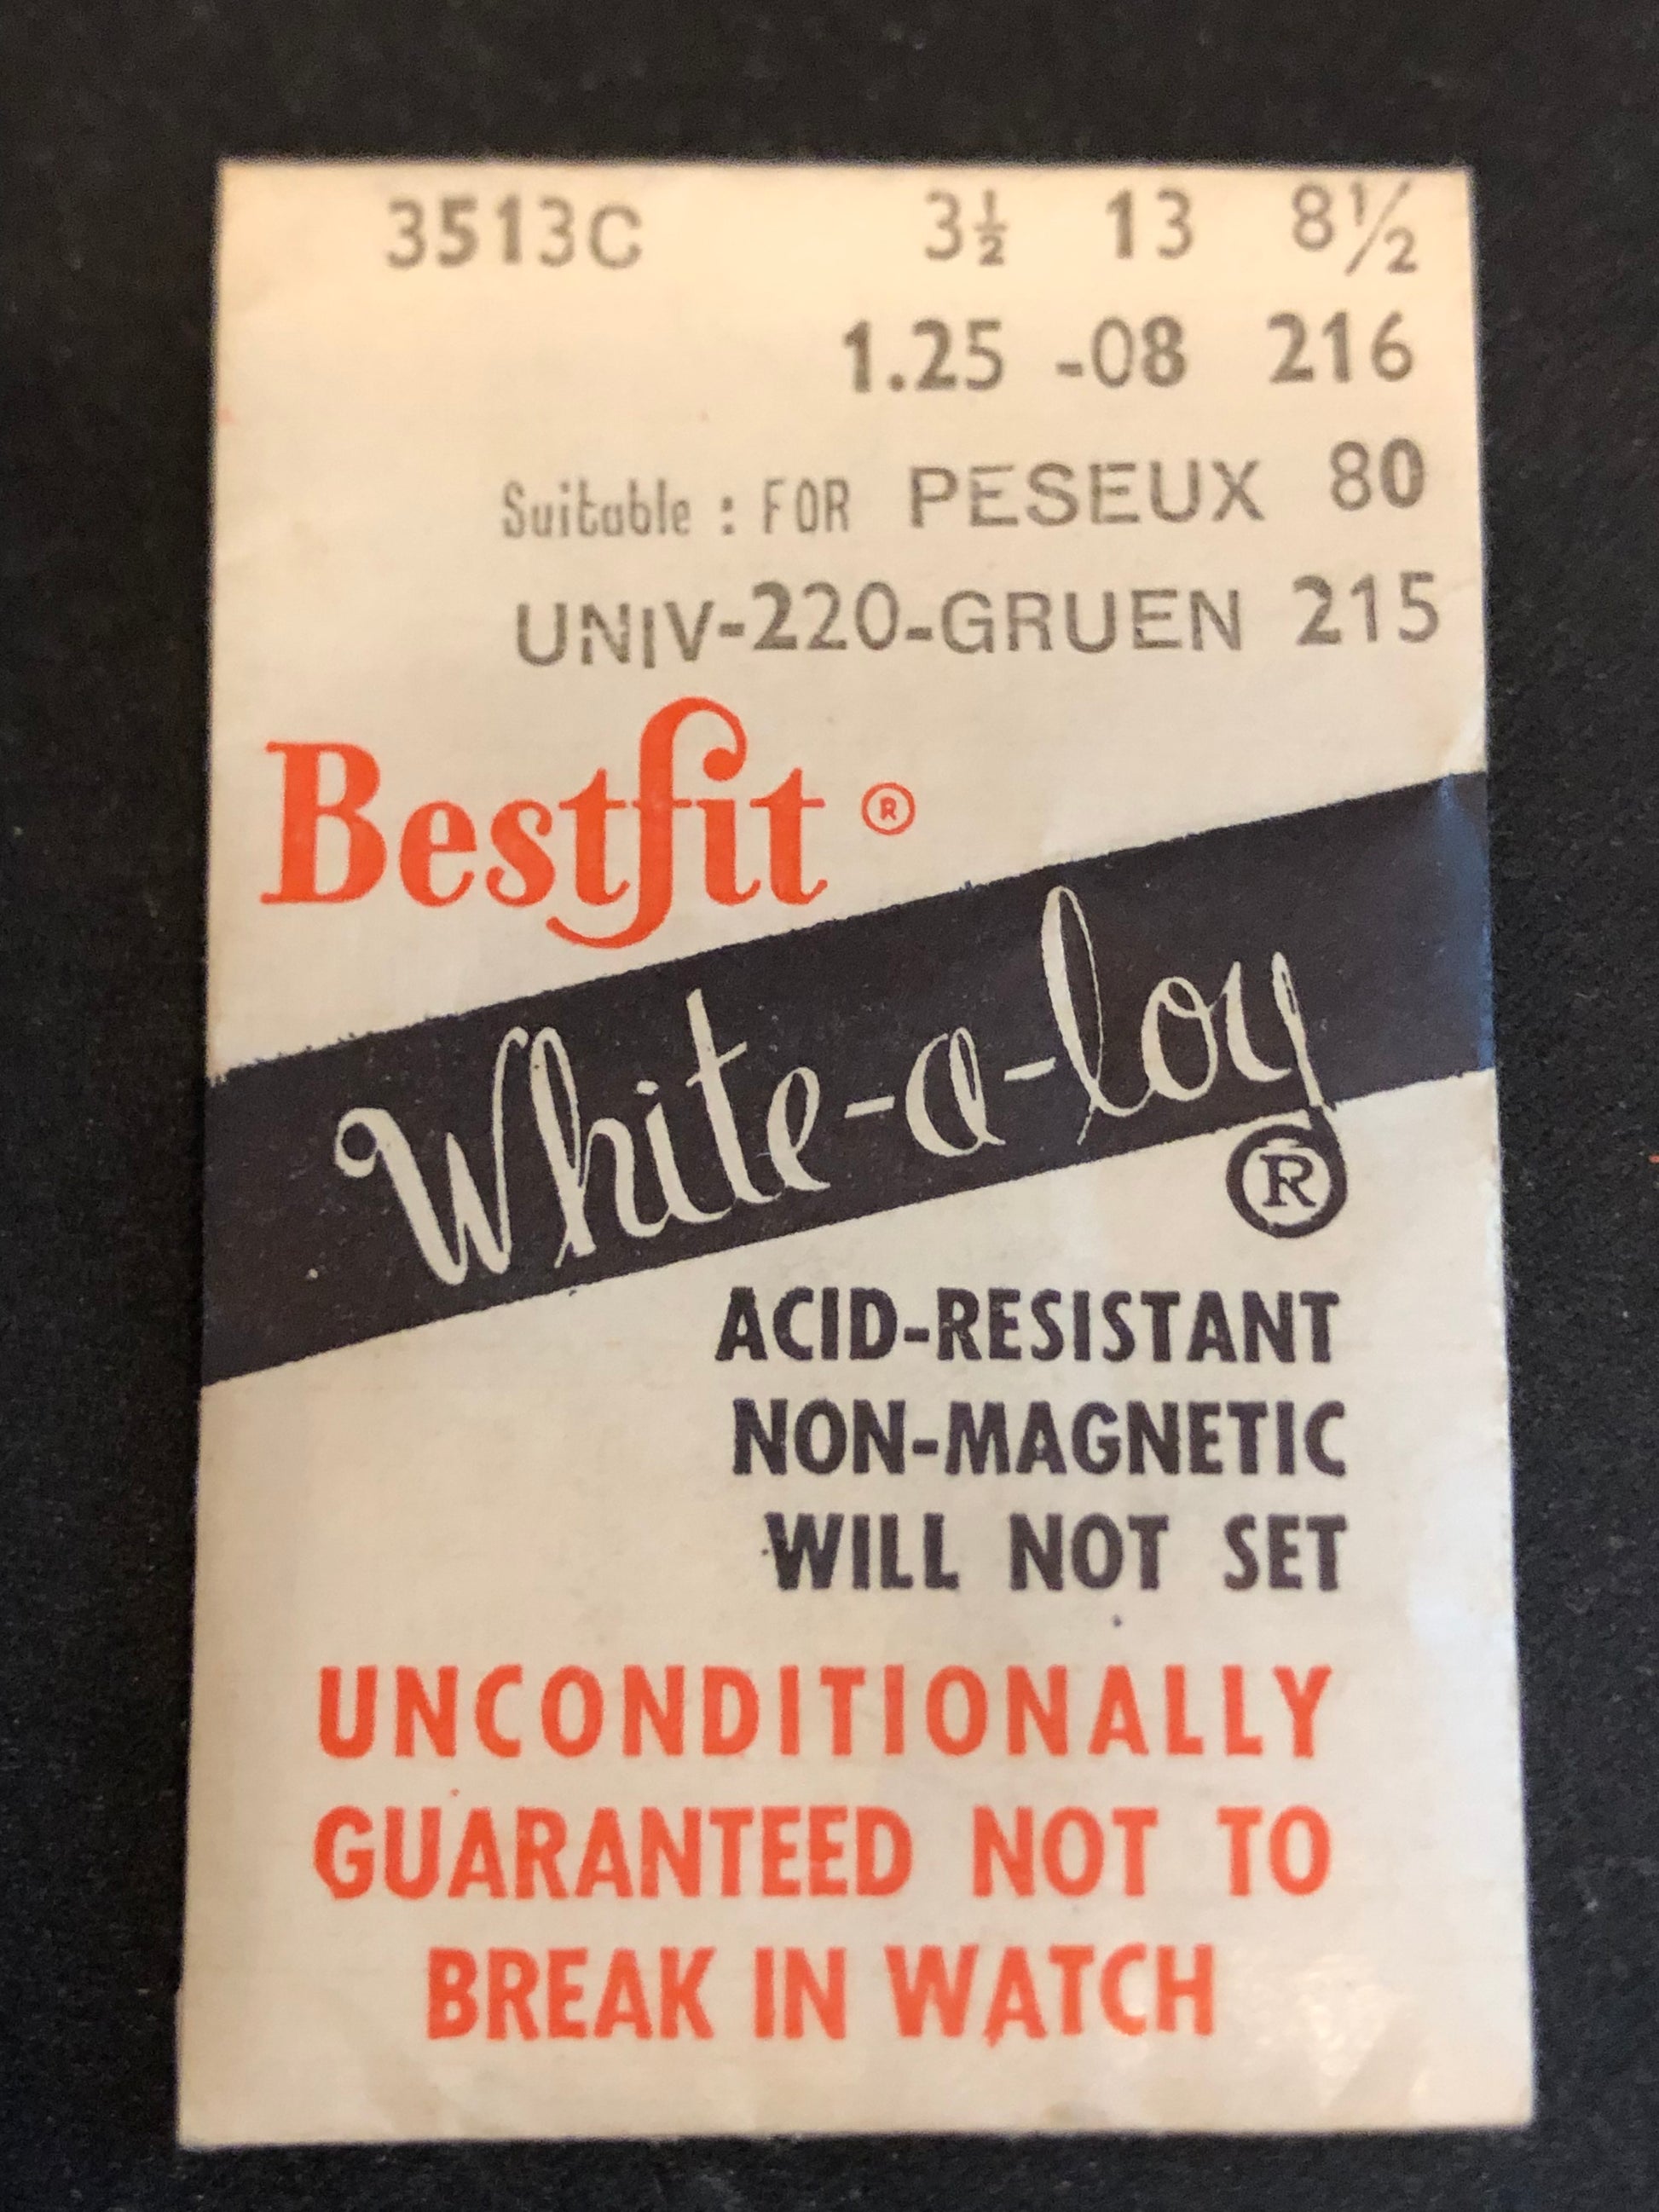 3513C 3½ 13 8½
1.25 -08 216
Suitable : FOR PESEUX 80
UNIV-220-GRUEN 215
Bestfit ®
White-a-loy
®
ACID-RESISTANT
NON-MAGNETIC
WILL NOT SET
UNCONDITIONALLY
GUARANTEED NOT TO
BREAK IN WATCH